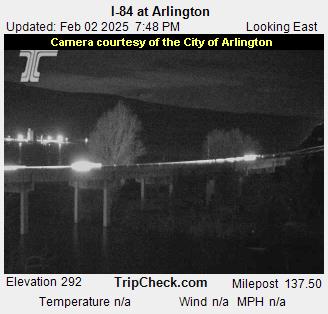 I-84 at Arlington
Updated: Feb 02 2025 7:48 PM Looking East
Camera courtesy of the City of Arlington
Elevation 292 TripCheck.com Milepost 137.50
Temperature n/a Wind n/a MPH n/a